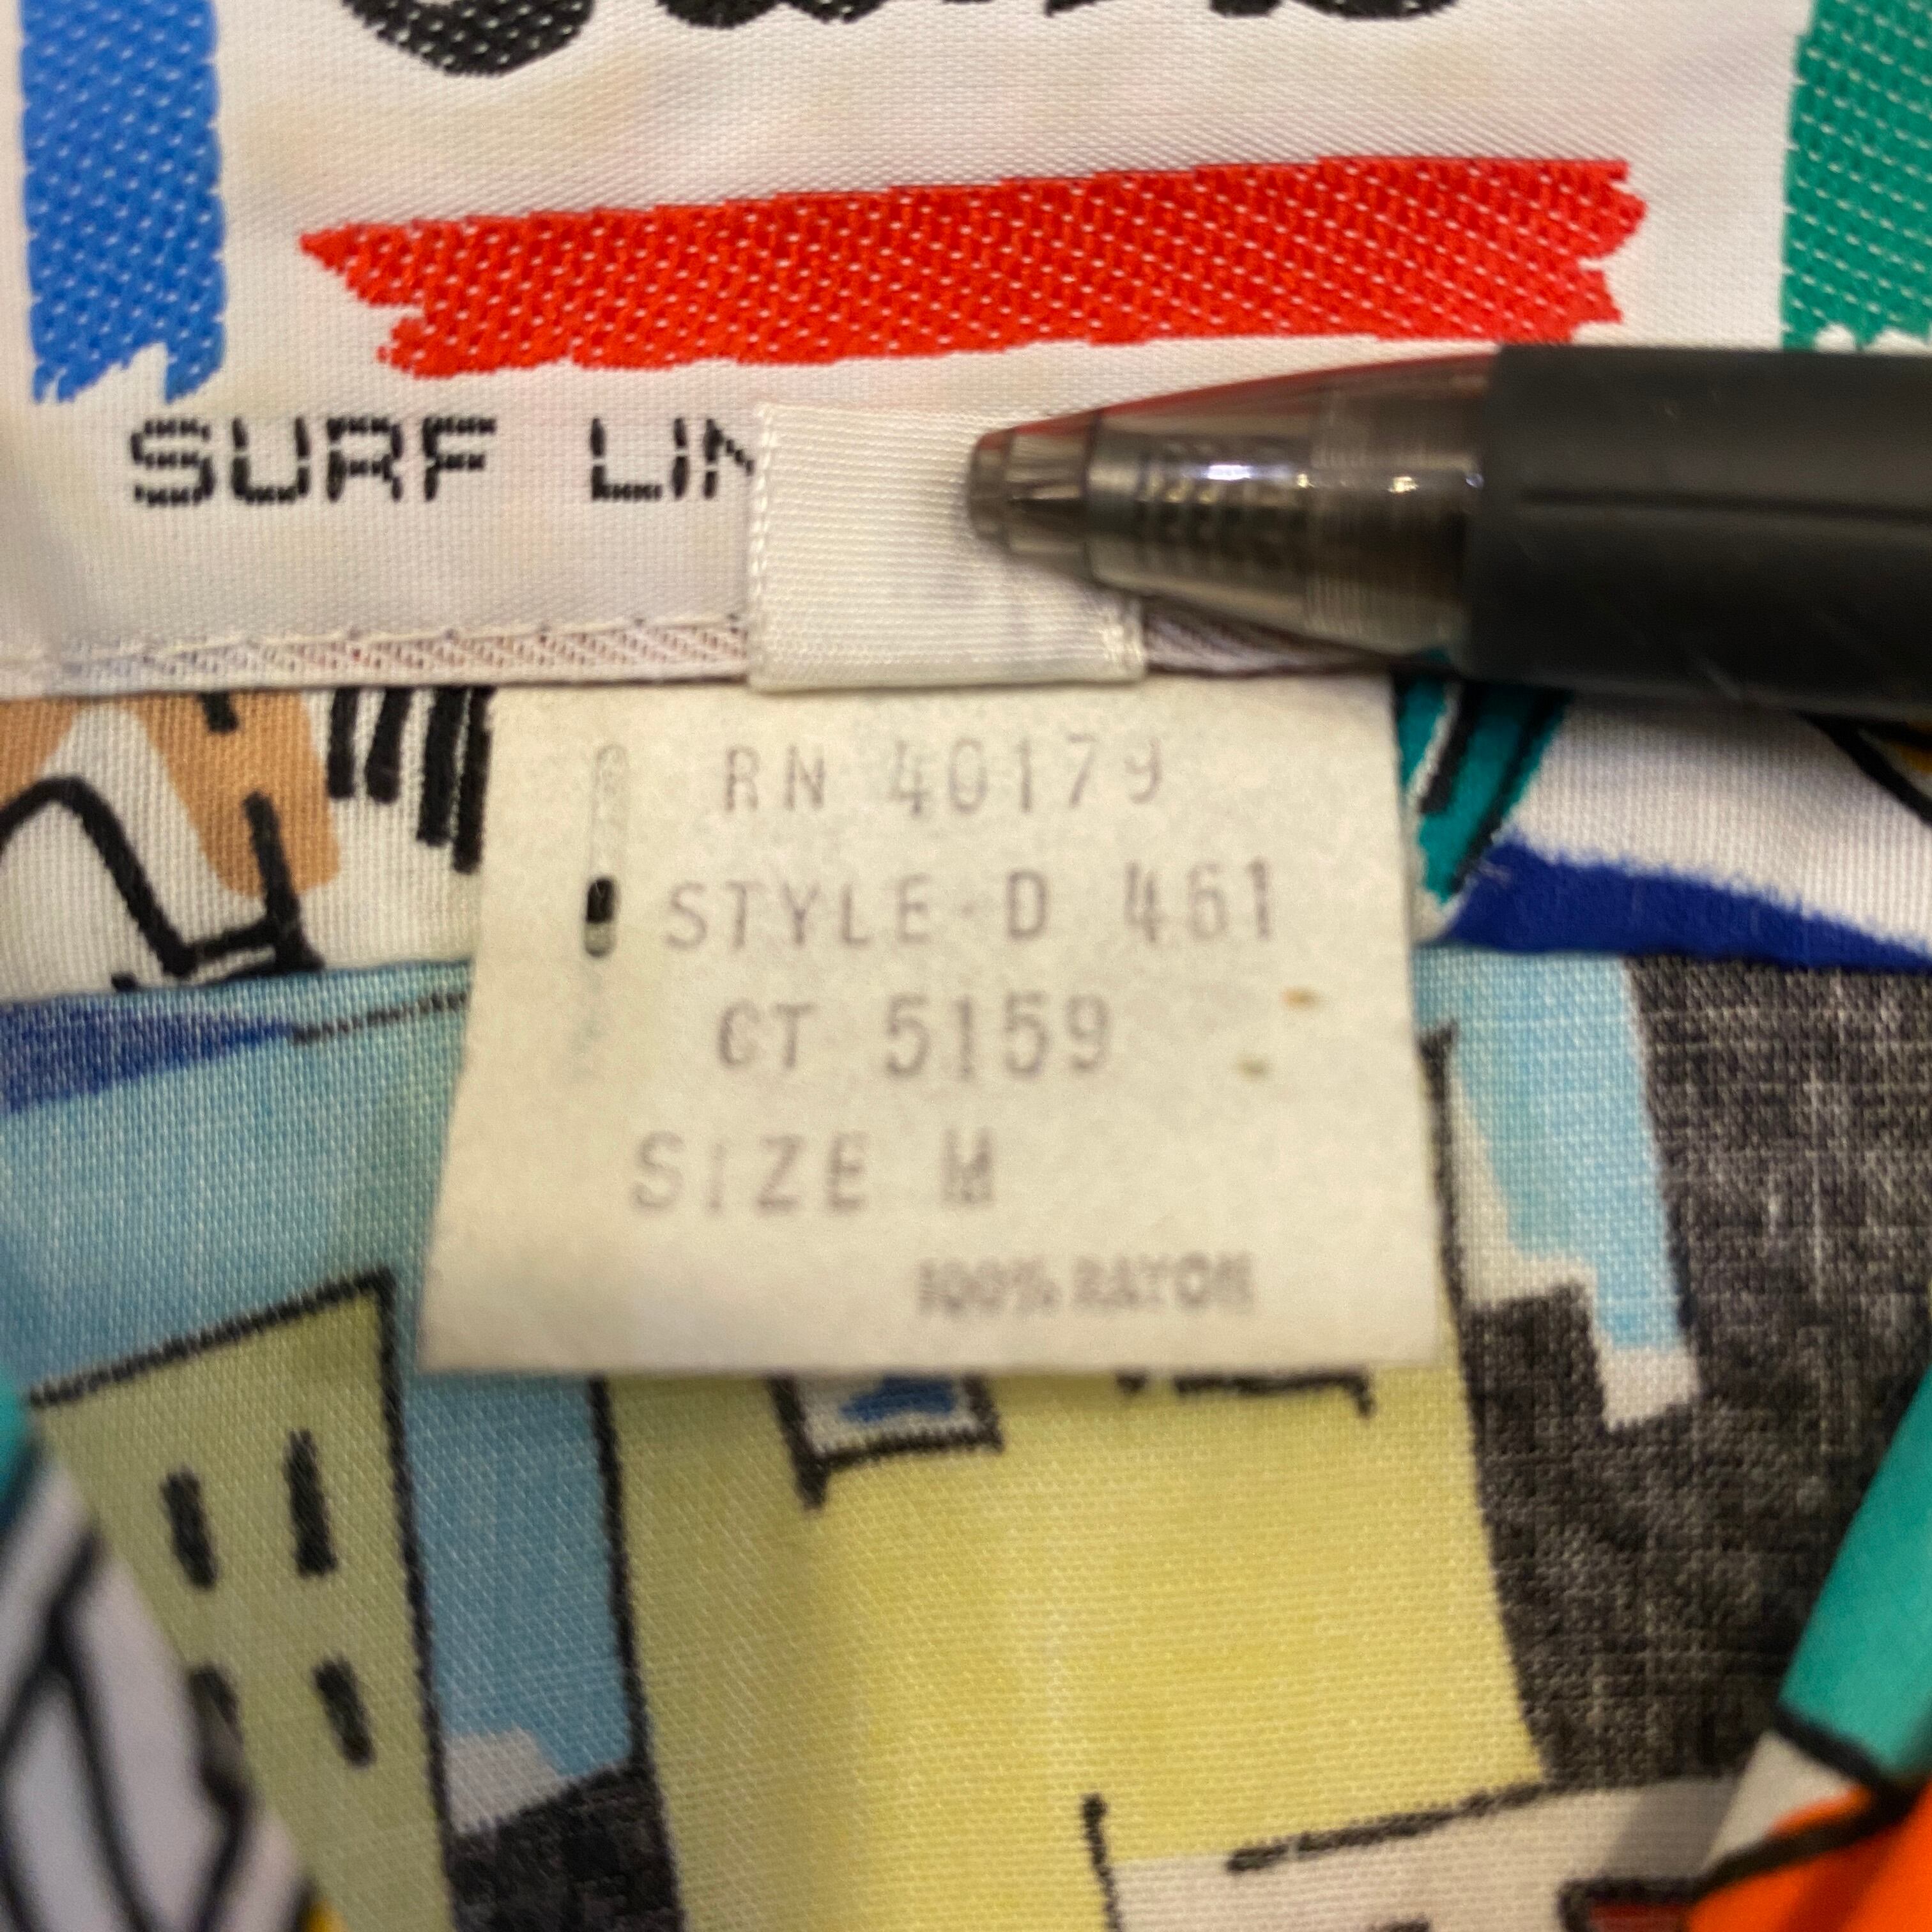 SURF LIN
RN 40179
STYLE-D 461
CT 5159
SIZE M
100% RAYON